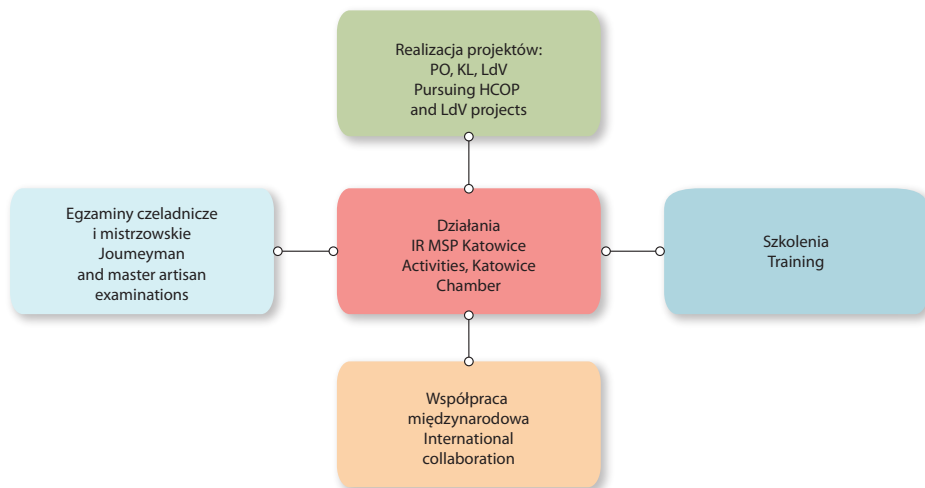 Realizacja projektów:
PO, KL, LdV
Pursuing HCOP
and LdV projects
Egzaminy czeladnicze
i mistrzowskie
Joumeyman
and master artisan
examinations
Działania
IR MSP Katowice
Activities, Katowice
Chamber
Szkolenia
Training
Współpraca
międzynarodowa
International
collaboration